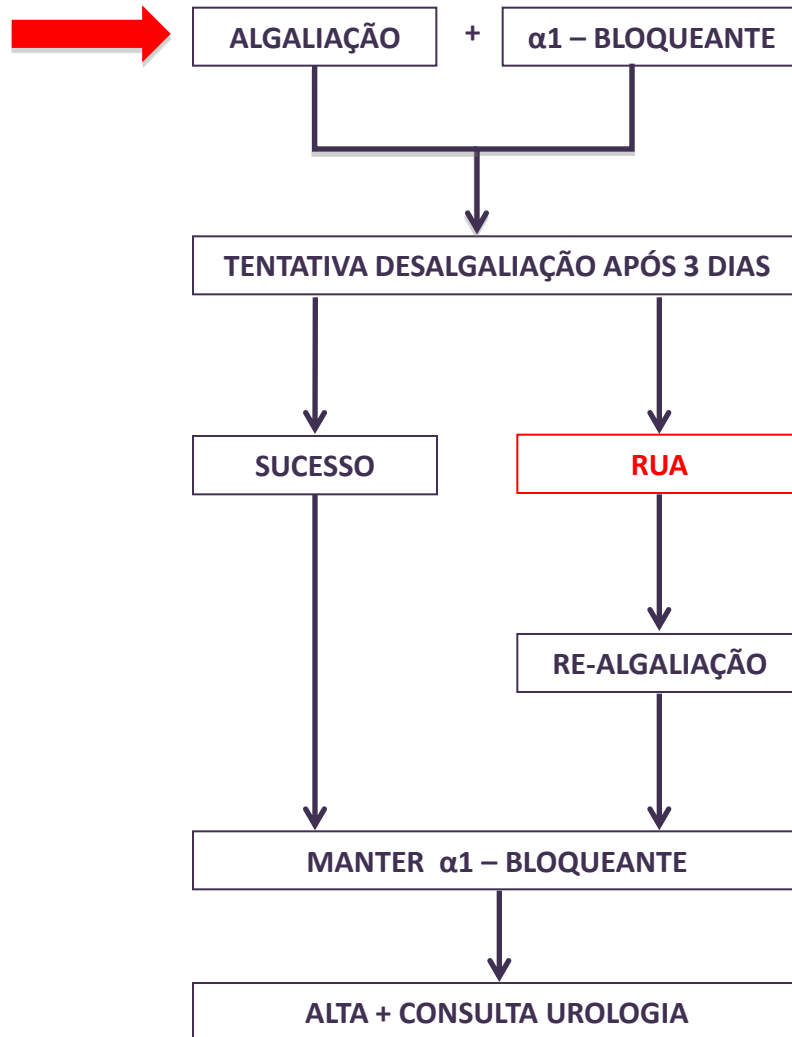 ALGALIAÇÃO + α1 – BLOQUEANTE
TENTATIVA DESALGALIAÇÃO APÓS 3 DIAS
SUCESSO
RUA
RE-ALGALIAÇÃO
MANTER α1 – BLOQUEANTE
ALTA + CONSULTA UROLOGIA